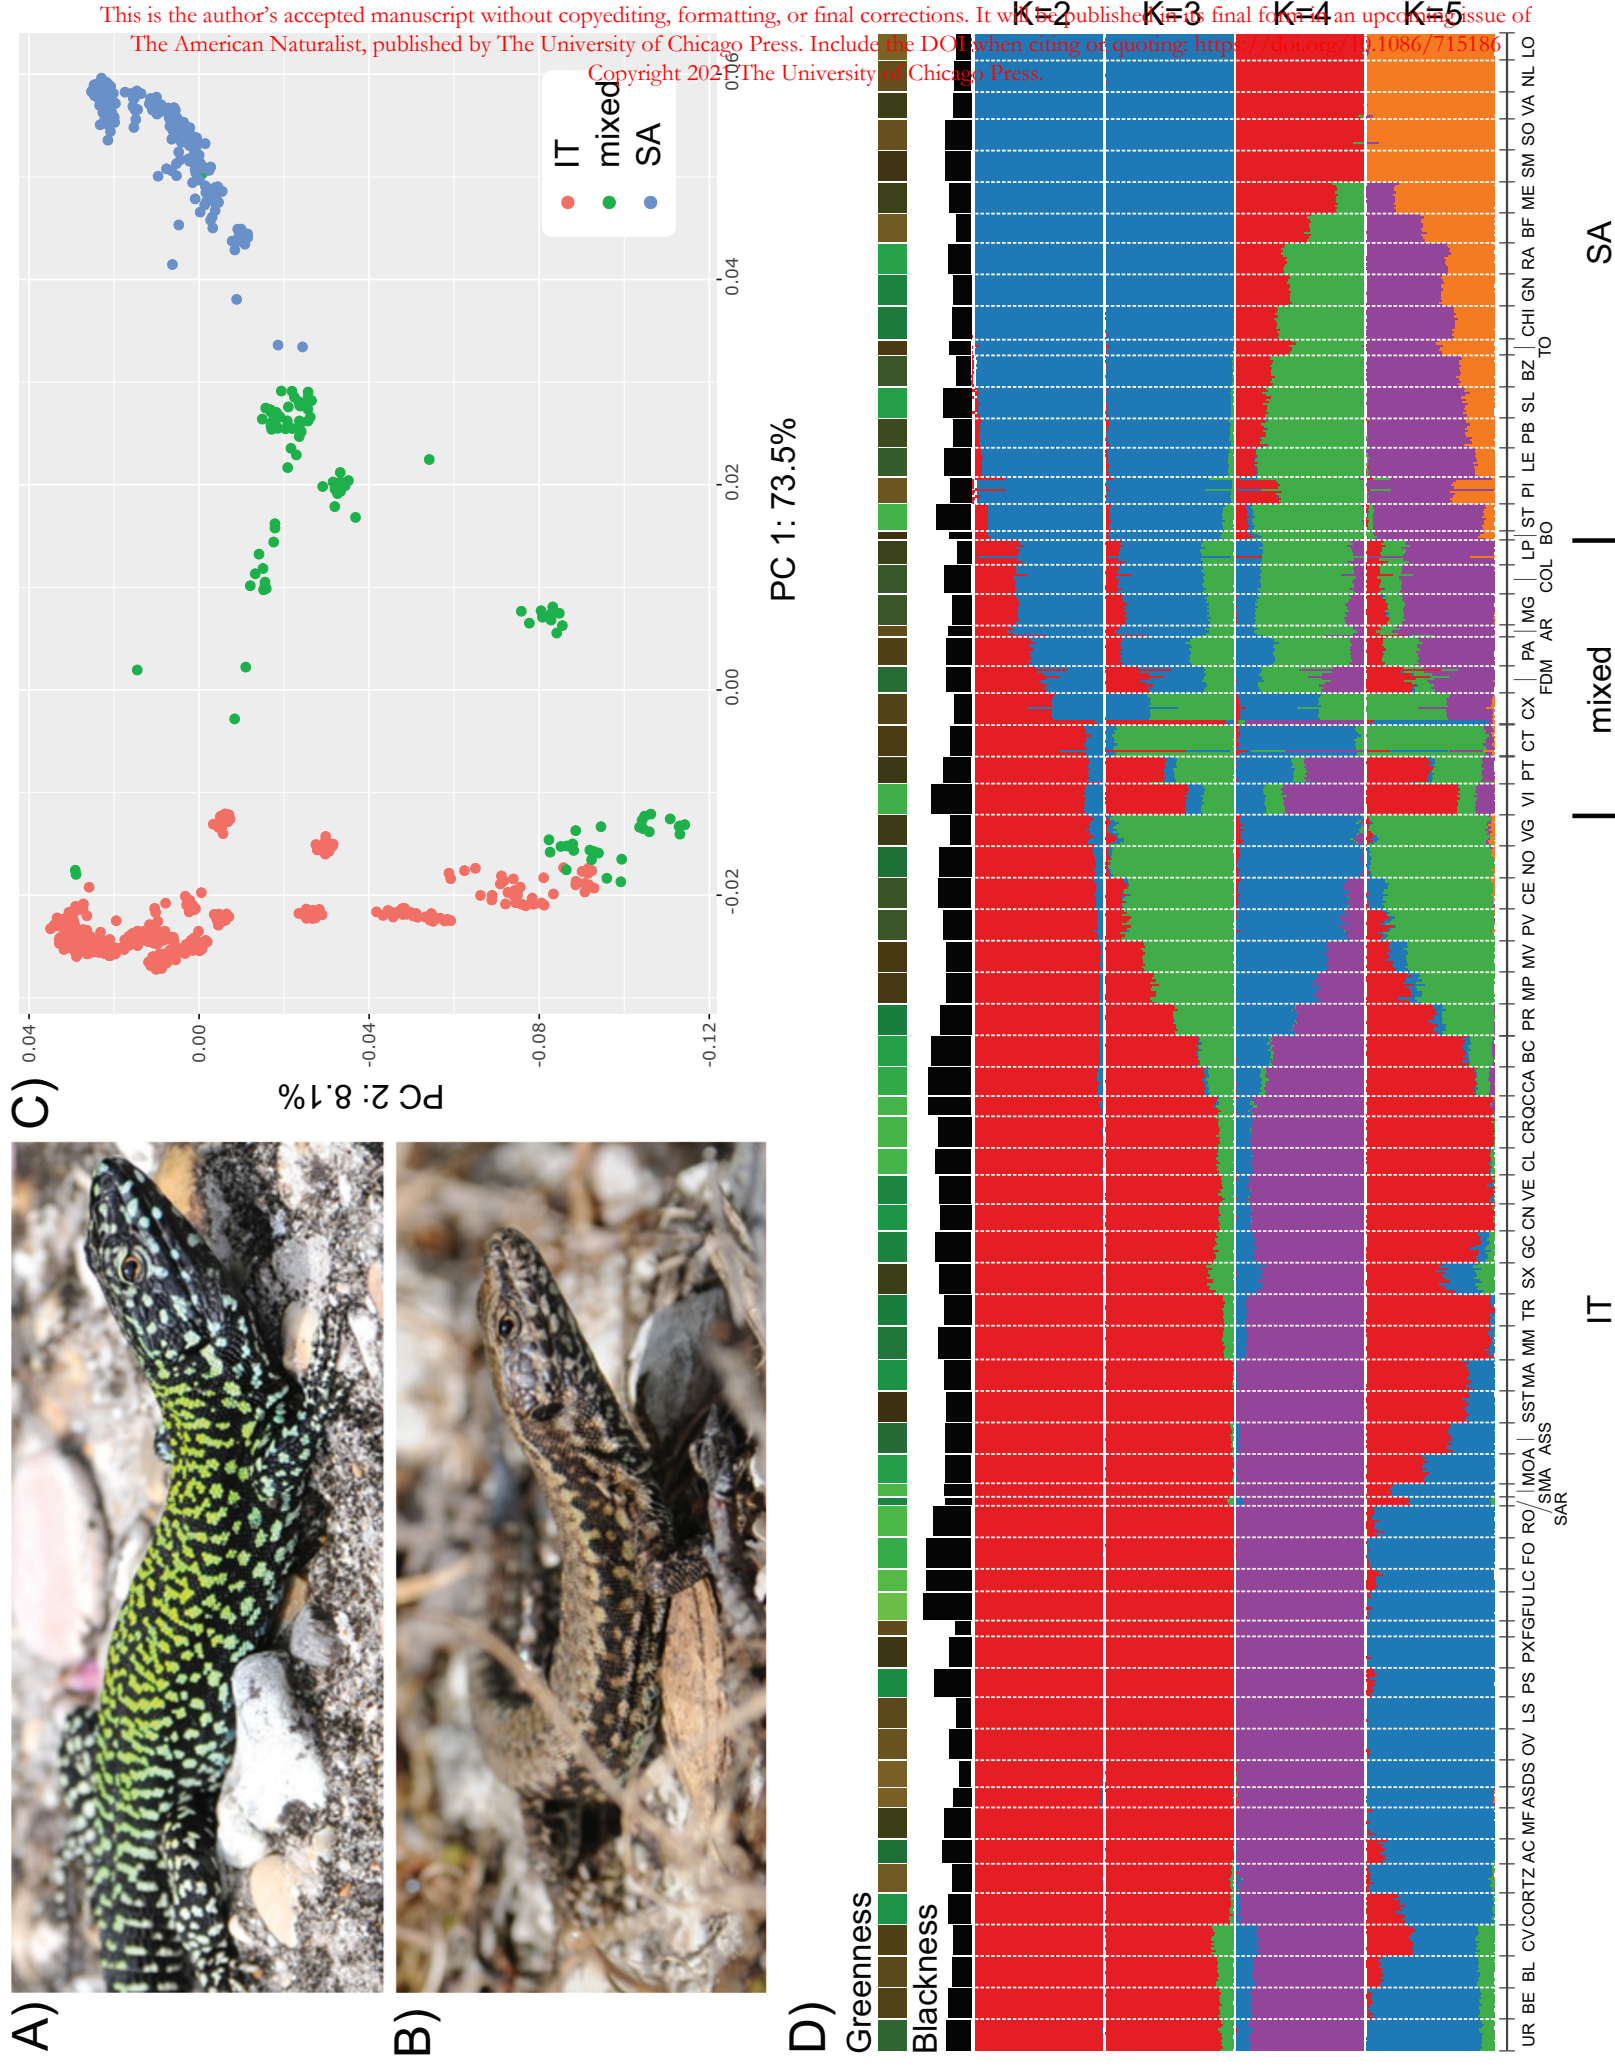 This is the author's accepted manuscript without copyediting, formatting, or final corrections. It will be published in its final form in an upcoming issue of
The American Naturalist, published by The University of Chicago Press. Include the DOI when citing or quoting: https://doi.org/10.1086/715186
Copyright 2021 The University of Chicago Press.
A)
B)
C)
PC 2: 8.1%
0.04
0.00
-0.04
-0.08
-0.12
-0.02
0.00
0.02
0.04
0.06
PC 1: 73.5%
IT
mixed
SA
D)
Greenness
Blackness
K=2
K=3
K=4
K=5
UR BE BL CV COR TZ AC MF ASD S OV LS PS PX FG FU LC FO RO SAR SMA MOA ASS SST MA MM TR SX GC CN VE CL CRQ CCA BC PR MP MV PV CE NO VG VI PT CT CX FDM PA AR MG COL LP BO ST PI LE PB SL BZ TO CHI GN RA BF ME SM SO VA NL LO
IT
mixed
SA